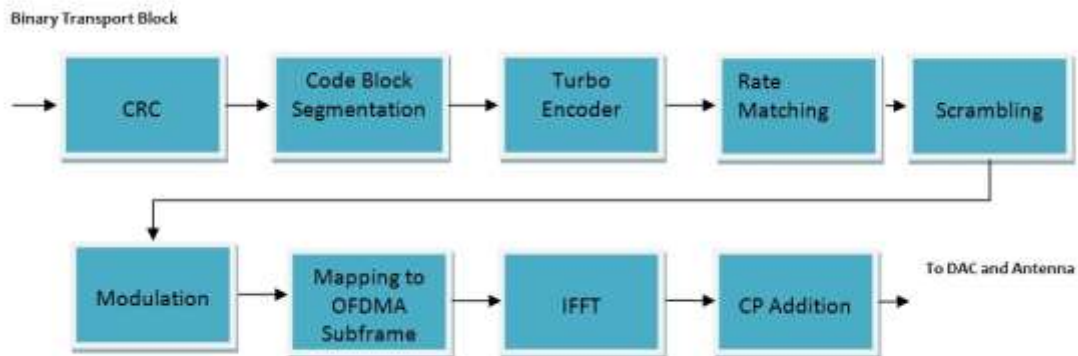 Binary Transport Block
CRC
Code Block
Segmentation
Turbo
Encoder
Rate
Matching
Scrambling
Modulation
Mapping to
OFDMA
Subframe
IFFT
CP Addition
To DAC and Antenna